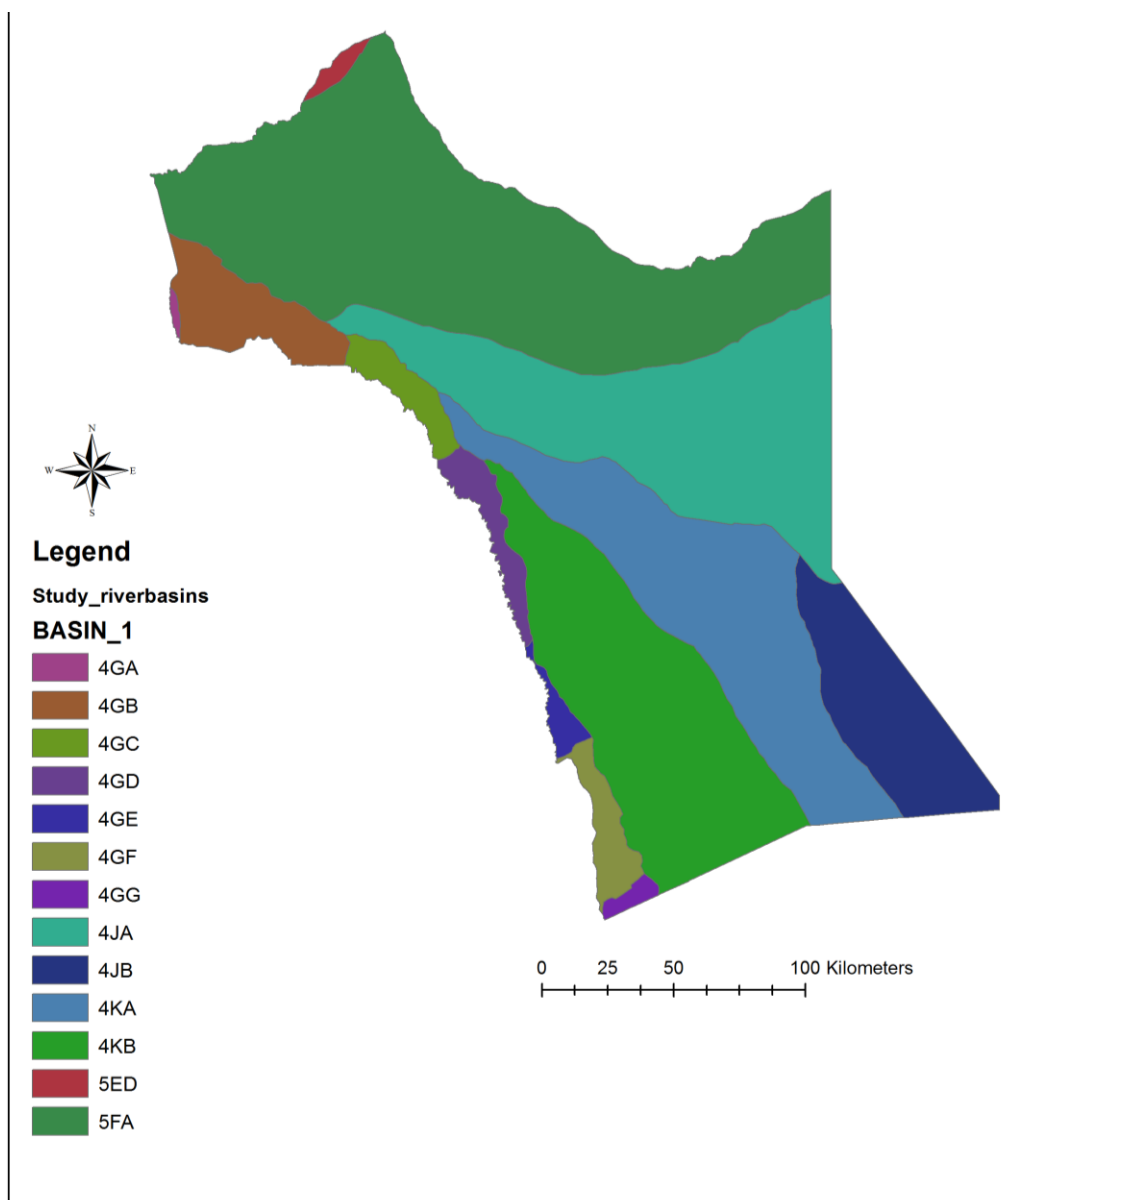 N
W E
S
Legend
Study_riverbasins
BASIN_1
4GA
4GB
4GC
4GD
4GE
4GF
4GG
4JA
4JB
4KA
4KB
5ED
5FA
0 25 50 100 Kilometers